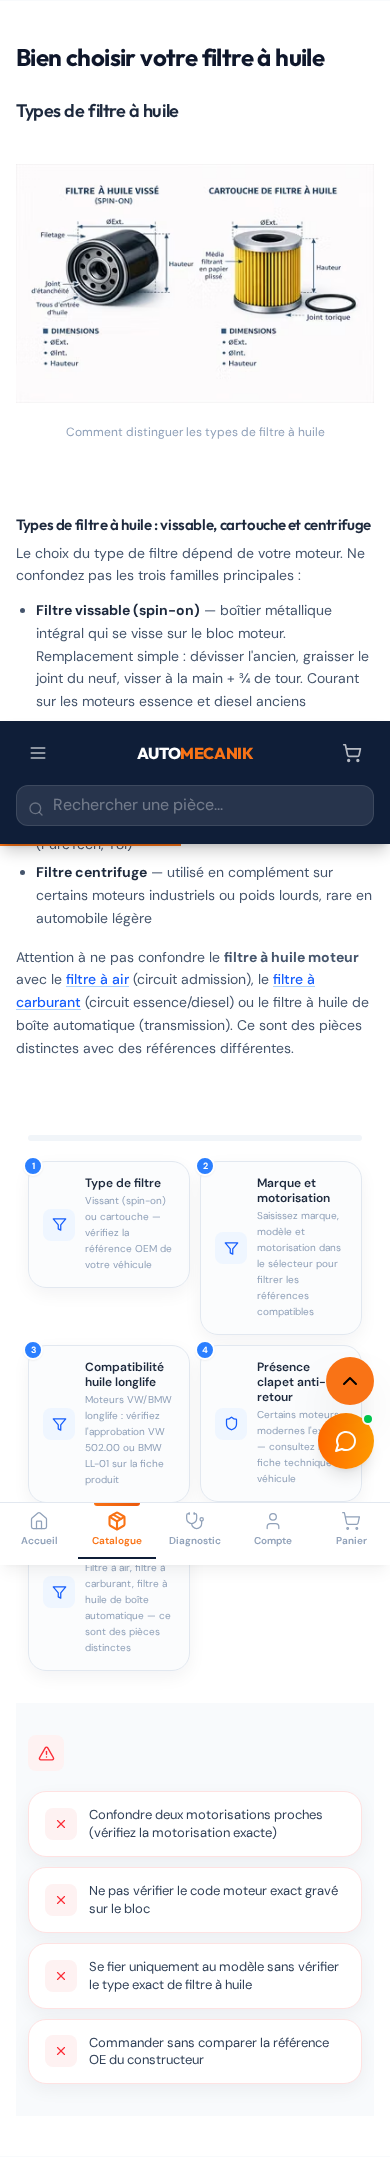 Bien choisir votre filtre à huile
Types de filtre à huile
FILTRE À HUILE VISSÉ
(SPIN-ON)
CARTOUCHE DE FILTRE À HUILE
ØExt.
Filetage
Hauteur
Joint
d'étanchéité
Trous d'entrée
d'huile
DIMENSIONS
ØExt.
ØInt.
Hauteur
ØExt.
Média
filtrant
en papier
plissé
Hauteur
Joint torique
DIMENSIONS
ØExt.
ØInt.
Hauteur
Comment distinguer les types de filtre à huile
Types de filtre à huile : vissable, cartouche et centrifuge
Le choix du type de filtre dépend de votre moteur. Ne
confondez pas les trois familles principales :
Filtre vissable (spin-on) — boîtier métallique
intégral qui se visse sur le bloc moteur.
Remplacement simple : dévisser l'ancien, graisser le
joint du neuf, visser à la main + ¾ de tour. Courant
sur les moteurs essence et diesel anciens
AUTOMECANIK
Rechercher une pièce...
Filtre centrifuge — utilisé en complément sur
certains moteurs industriels ou poids lourds, rare en
automobile légère
Attention à ne pas confondre le filtre à huile moteur
avec le filtre à air (circuit admission), le filtre à
carburant (circuit essence/diesel) ou le filtre à huile de
boîte automatique (transmission). Ce sont des pièces
distinctes avec des références différentes.
1
Type de filtre
Vissant (spin-on)
ou cartouche —
vérifiez la
référence OEM de
votre véhicule
2
Marque et
motorisation
Saisissez marque,
modèle et
motorisation dans
le sélecteur pour
filtrer les
références
compatibles
3
Compatibilité
huile longlife
Moteurs VW/BMW
longlife : vérifiez
l'approbation VW
502.00 ou BMW
LL-01 sur la fiche
produit
4
Présence
clapet anti-
retour
Certains moteurs
modernes
— consultez
fiche technique
véhicule
Accueil
Catalogue
Diagnostic
Compte
Panier
Filtre à air, filtre à
carburant, filtre à
huile de boîte
automatique — ce
sont des pièces
distinctes
Confondre deux motorisations proches
(vérifiez la motorisation exacte)
Ne pas vérifier le code moteur exact gravé
sur le bloc
Se fier uniquement au modèle sans vérifier
le type exact de filtre à huile
Commander sans comparer la référence
OE du constructeur